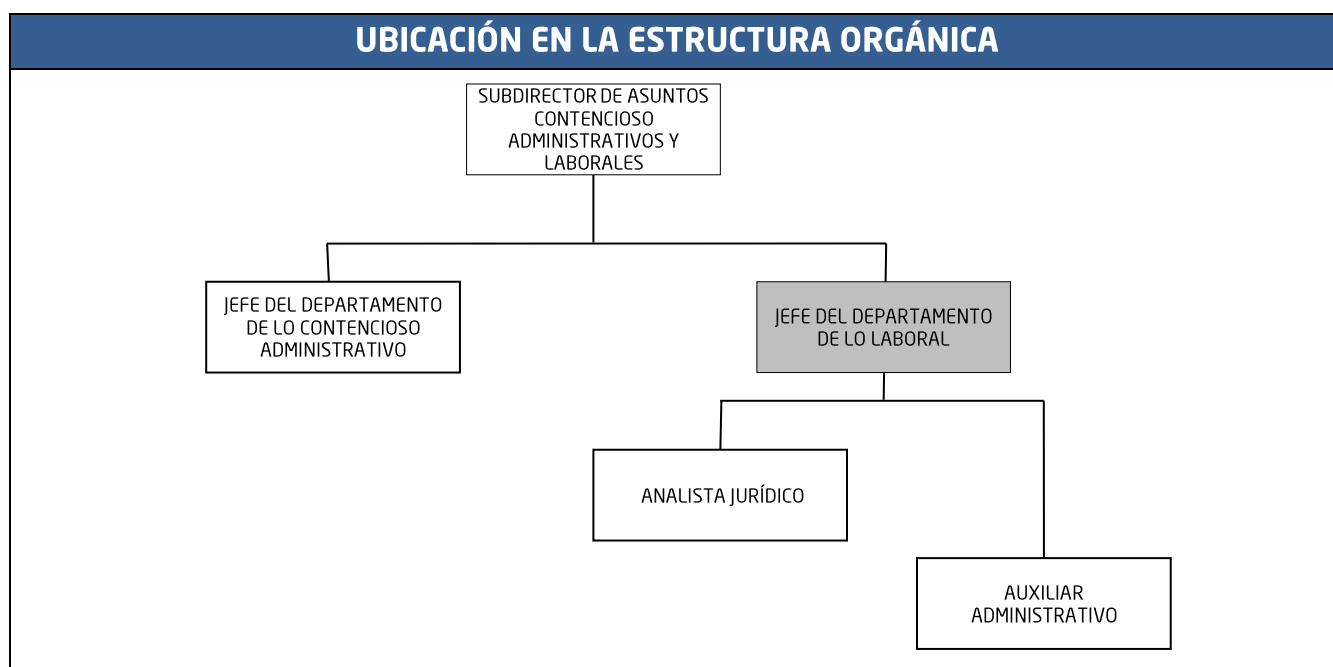 UBICACIÓN EN LA ESTRUCTURA ORGÁNICA
SUBDIRECTOR DE ASUNTOS
CONTENCIOSO
ADMINISTRATIVOS Y
LABORALES
JEFE DEL DEPARTAMENTO
DE LO CONTENCIOSO
ADMINISTRATIVO
JEFE DEL DEPARTAMENTO
DE LO LABORAL
ANALISTA JURÍDICO
AUXILIAR
ADMINISTRATIVO